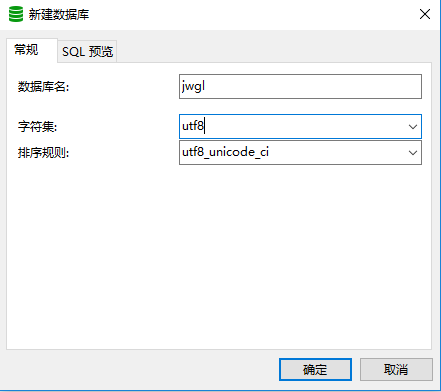 新建数据库
常规
SQL 预览
数据库名:
jwgl
字符集:
utf8
排序规则:
utf8_unicode_ci
确定
取消